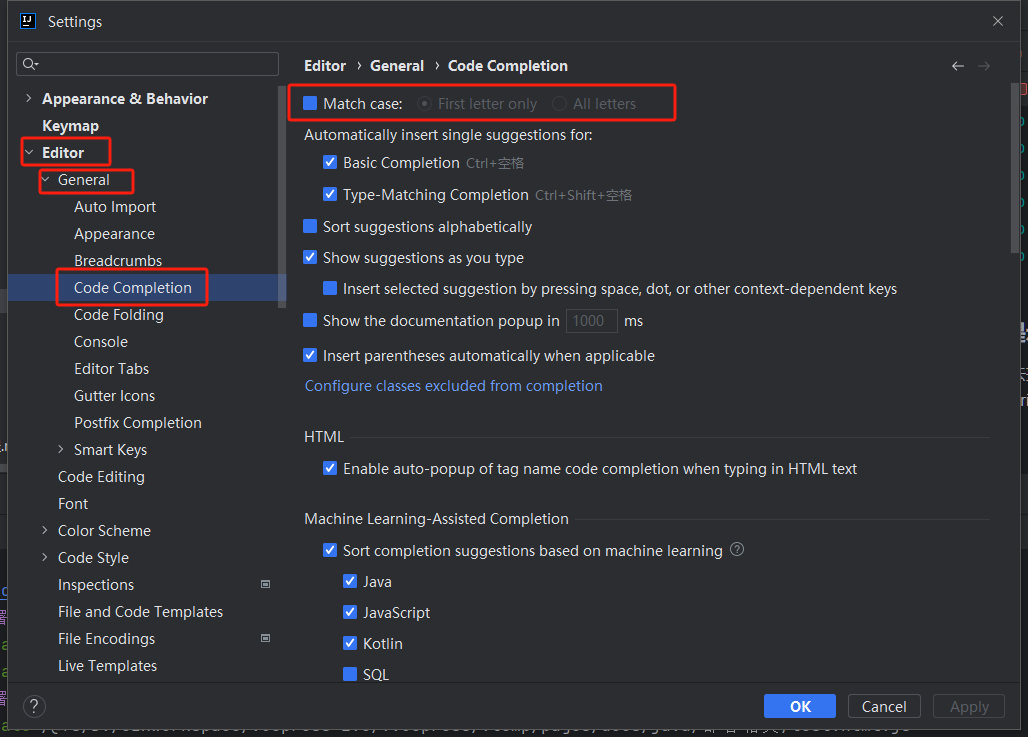 Settings
Appearance & Behavior
Keymap
Editor
General
Auto Import
Appearance
Breadcrumbs
Code Completion
Code Folding
Console
Editor Tabs
Gutter Icons
Postfix Completion
Smart Keys
Code Editing
Font
Color Scheme
Code Style
Inspections
File and Code Templates
File Encodings
Live Templates
Editor › General › Code Completion
Match case: First letter only All letters
Automatically insert single suggestions for:
Basic Completion Ctrl+空格
Type-Matching Completion Ctrl+Shift+空格
Sort suggestions alphabetically
Show suggestions as you type
Insert selected suggestion by pressing space, dot, or other context-dependent keys
Show the documentation popup in 1000 ms
Insert parentheses automatically when applicable
Configure classes excluded from completion
HTML
Enable auto-popup of tag name code completion when typing in HTML text
Machine Learning-Assisted Completion
Sort completion suggestions based on machine learning
Java
JavaScript
Kotlin
SQL
OK Cancel Apply